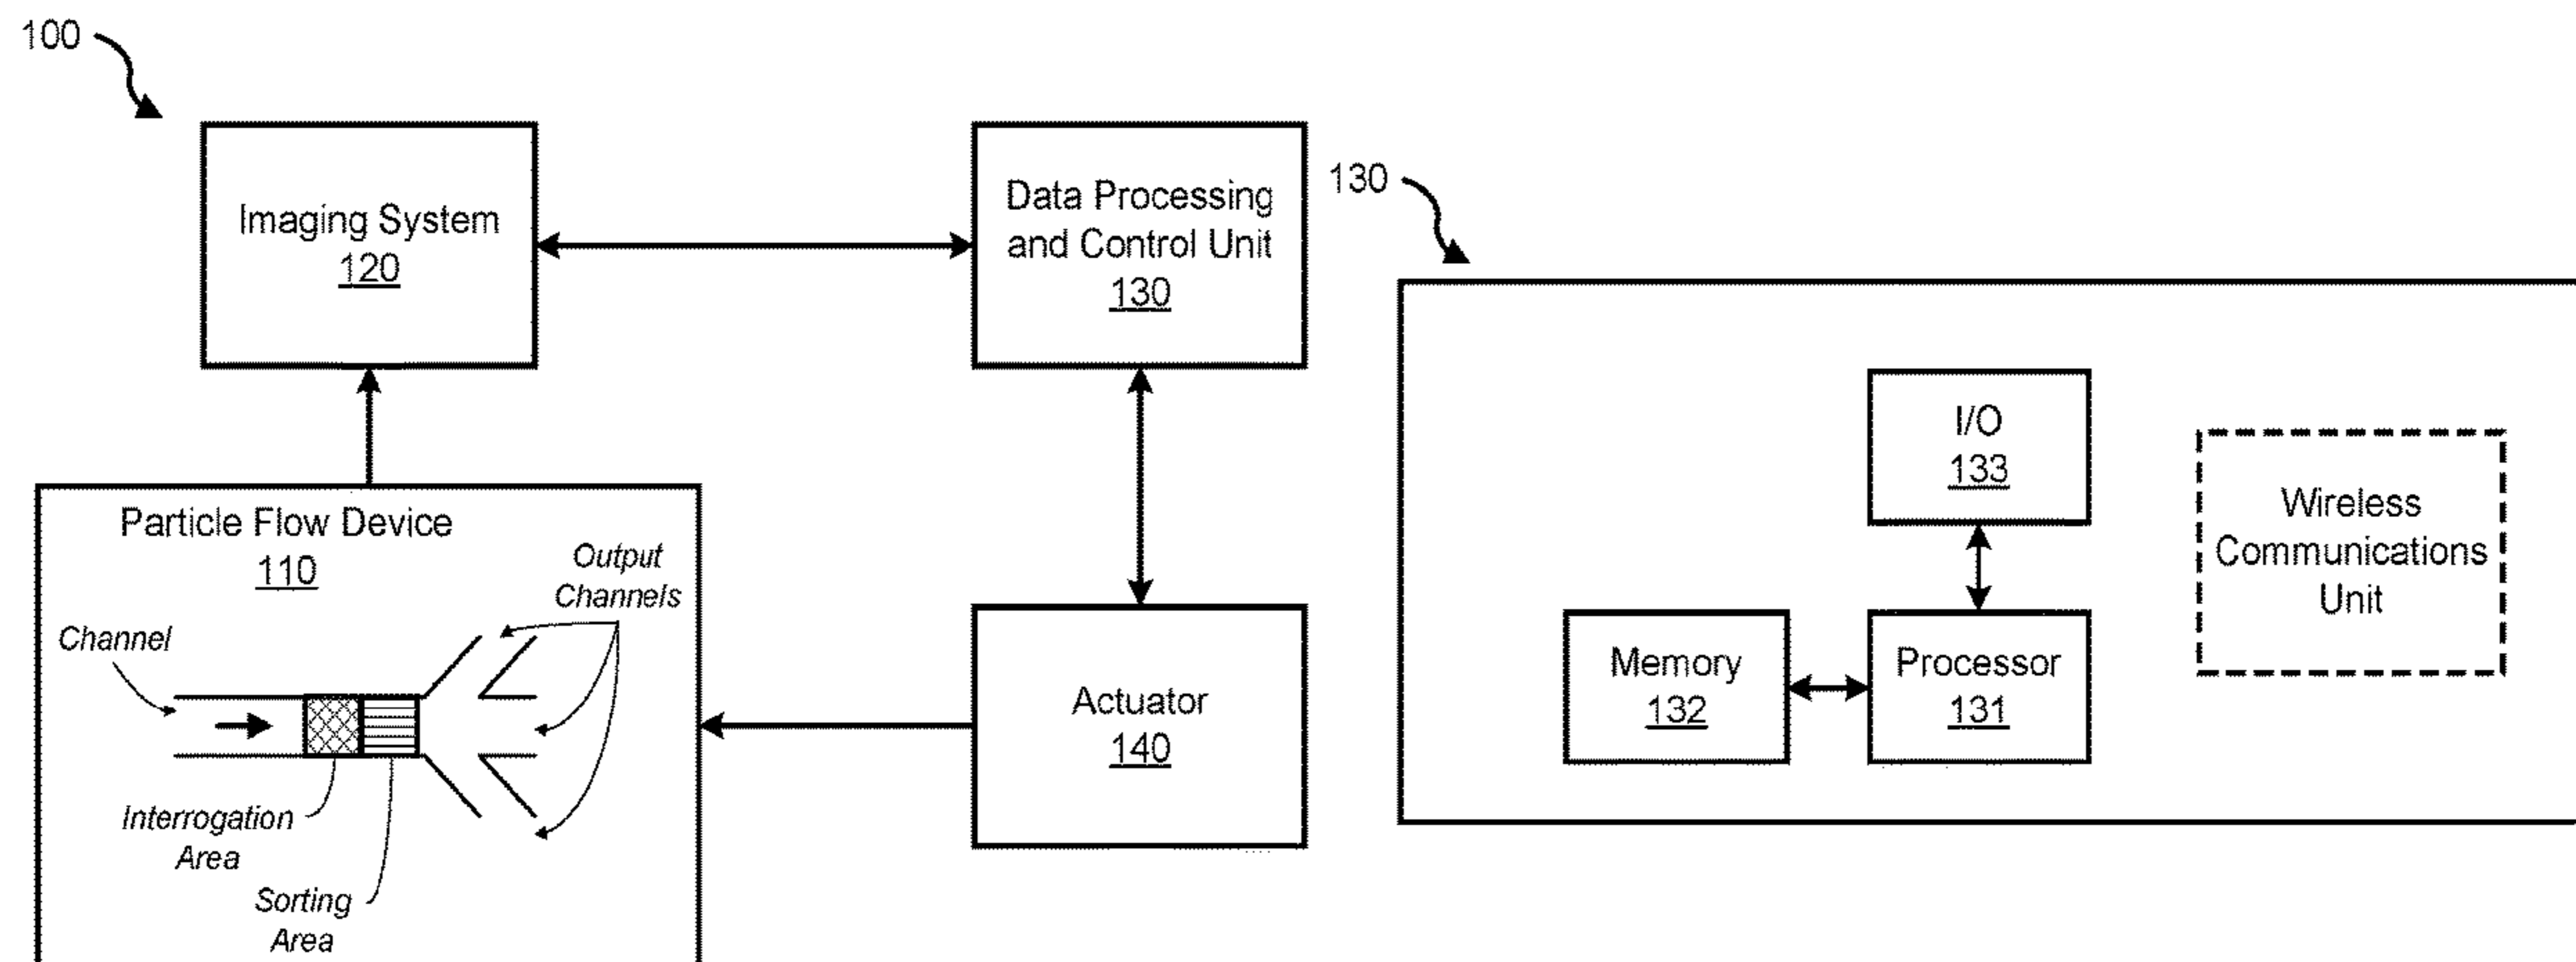 100
Imaging System
120
Data Processing
and Control Unit
130
Particle Flow Device
110
Output
Channels
Channel
Interrogation
Area
Sorting
Area
Actuator
140
130
I/O
133
Memory
132
Processor
131
Wireless
Communications
Unit